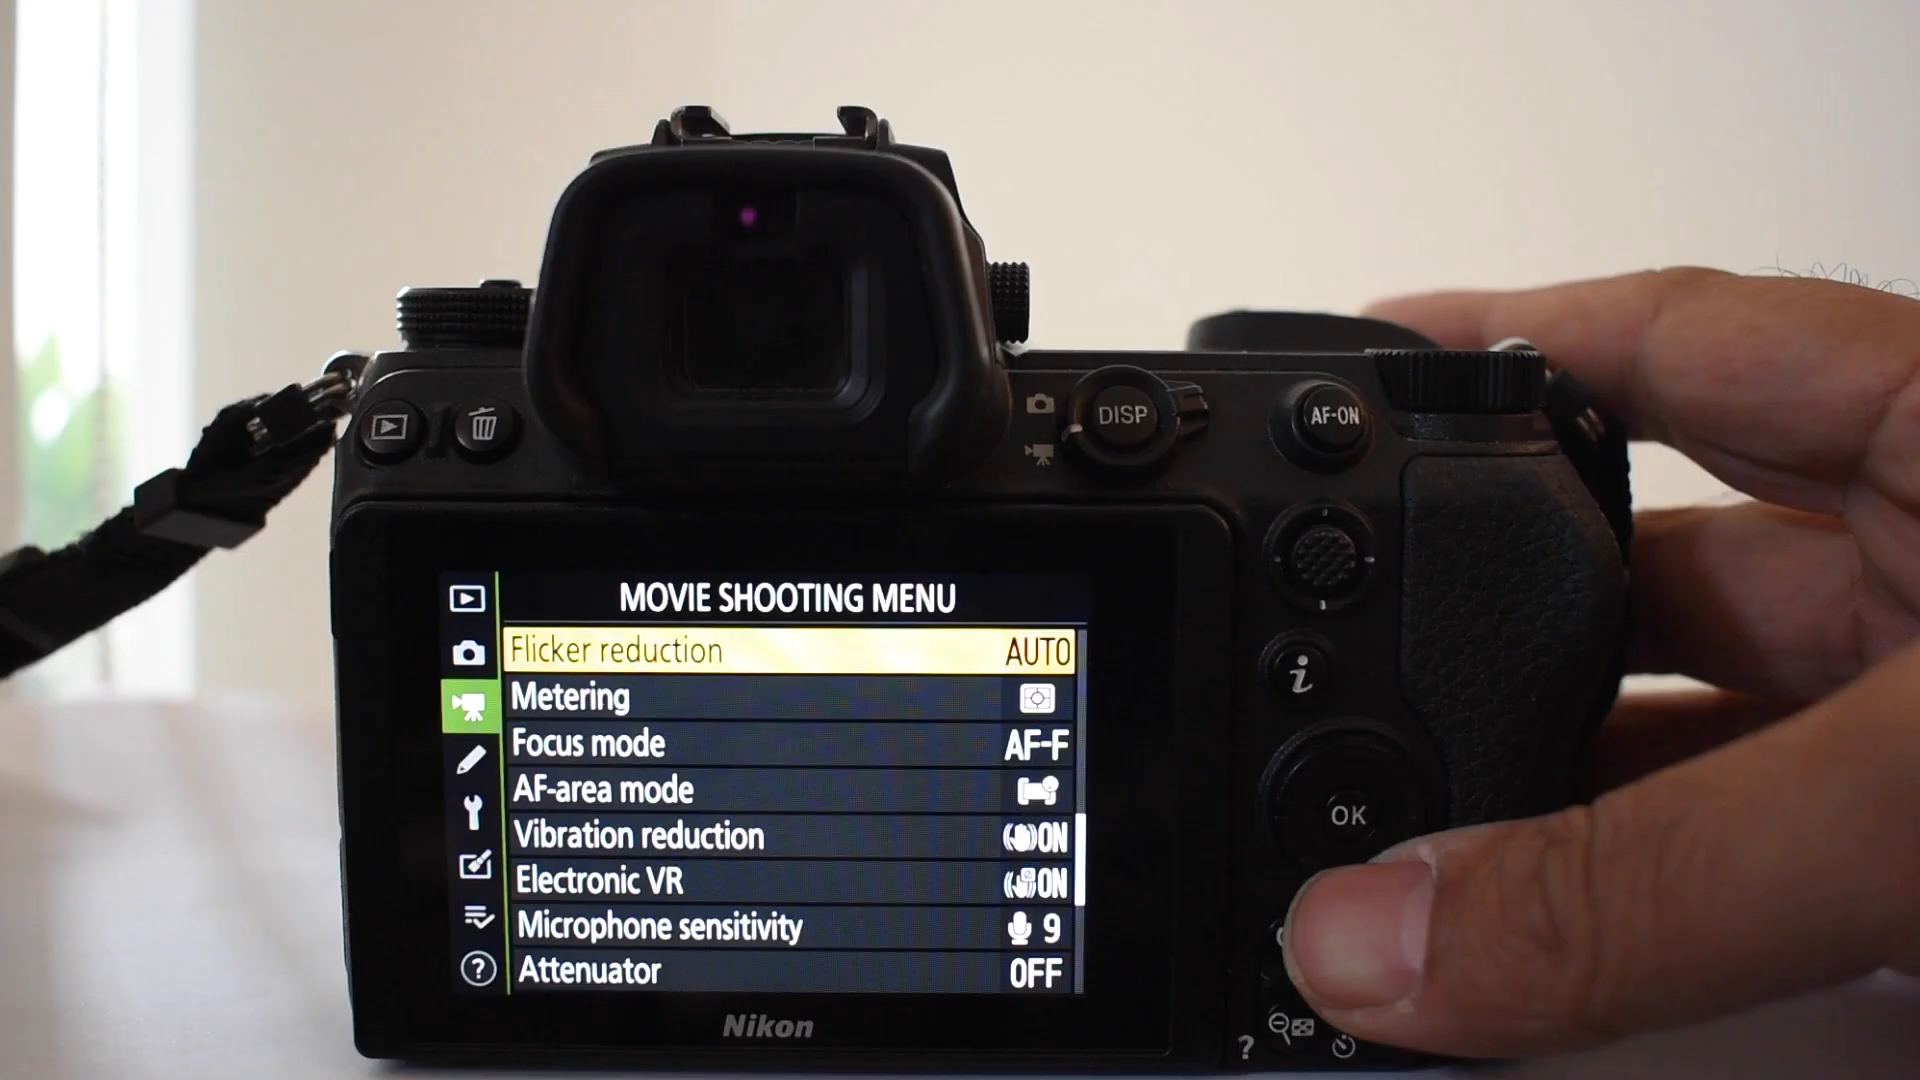 DISP
AF-ON
MOVIE SHOOTING MENU
Flicker reduction AUTO
Metering
Focus mode AF-F
AF-area mode
Vibration reduction ON
Electronic VR ON
Microphone sensitivity 9
Attenuator OFF
?
i
OK
Nikon
?